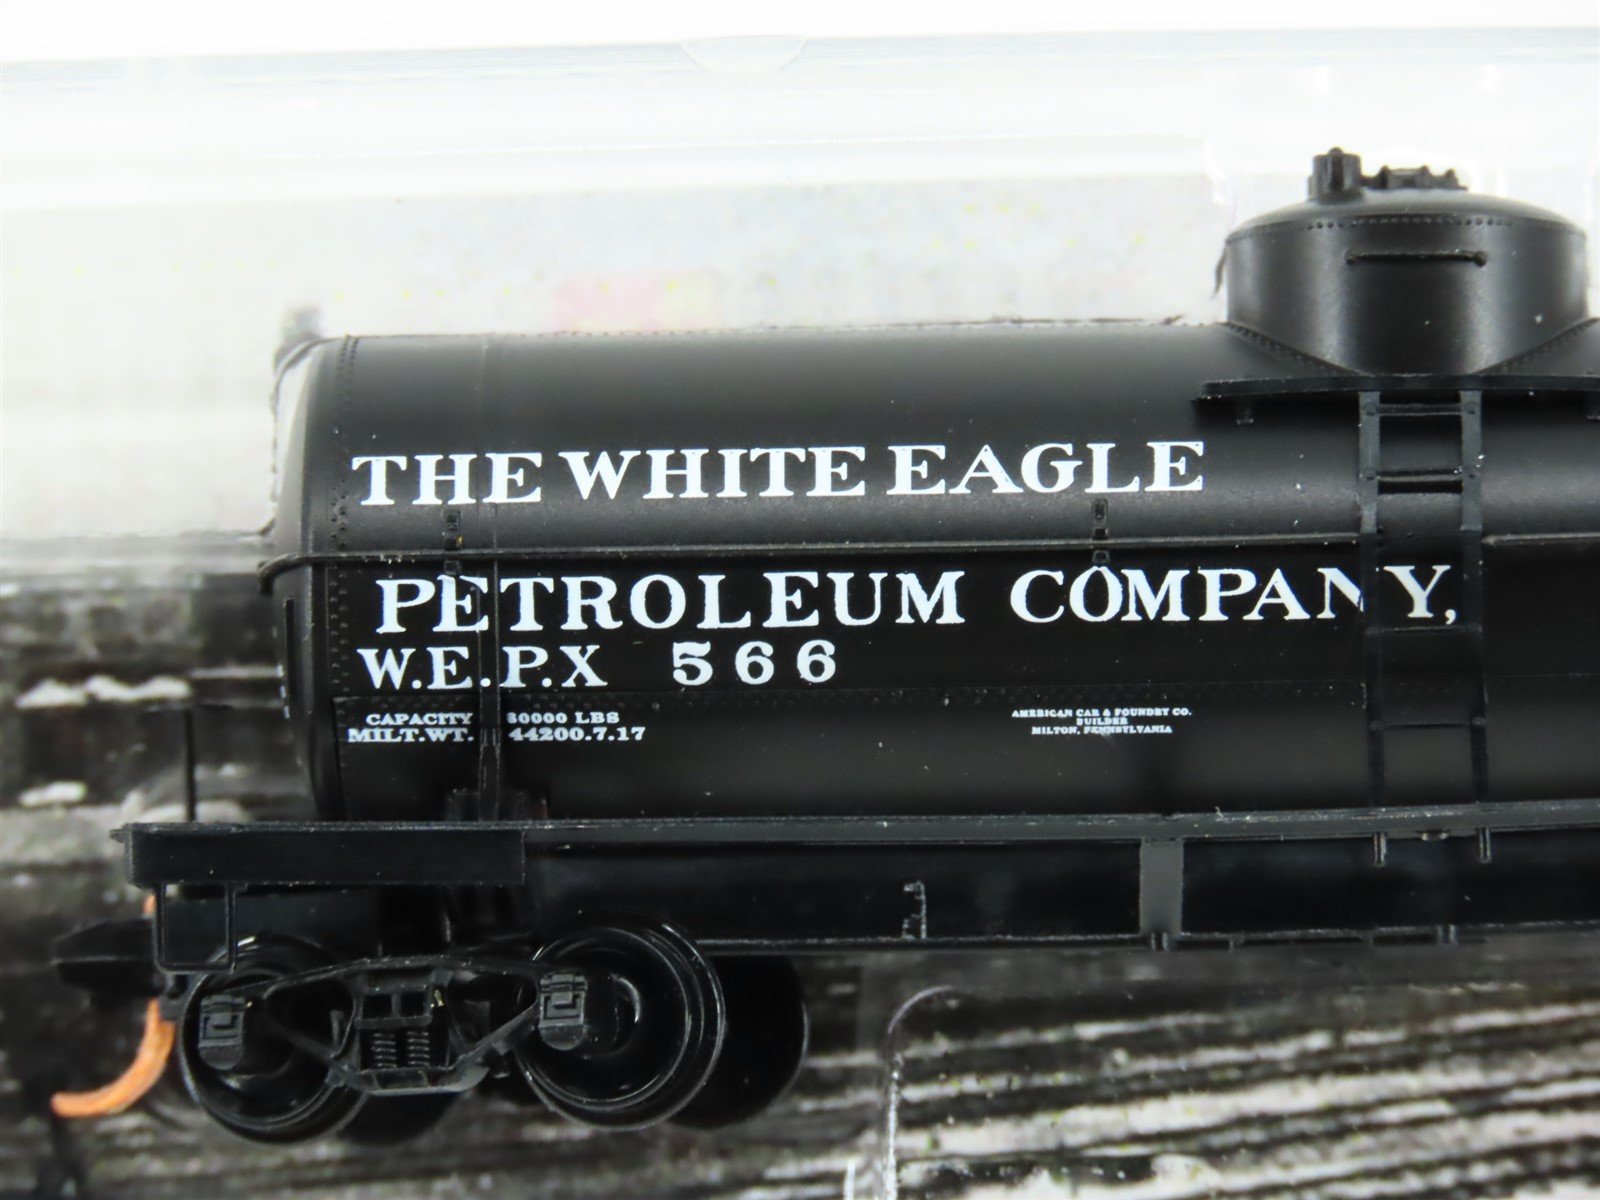 THE WHITE EAGLE
PETROLEUM COMPANY,
W.E.P.X 566
CAPACITY 80000 LBS
MILT.WT. 44200.7.17
AMERICAN CAR & FOUNDRY CO.
BUILDER
MILTON, PENNSYLVANIA